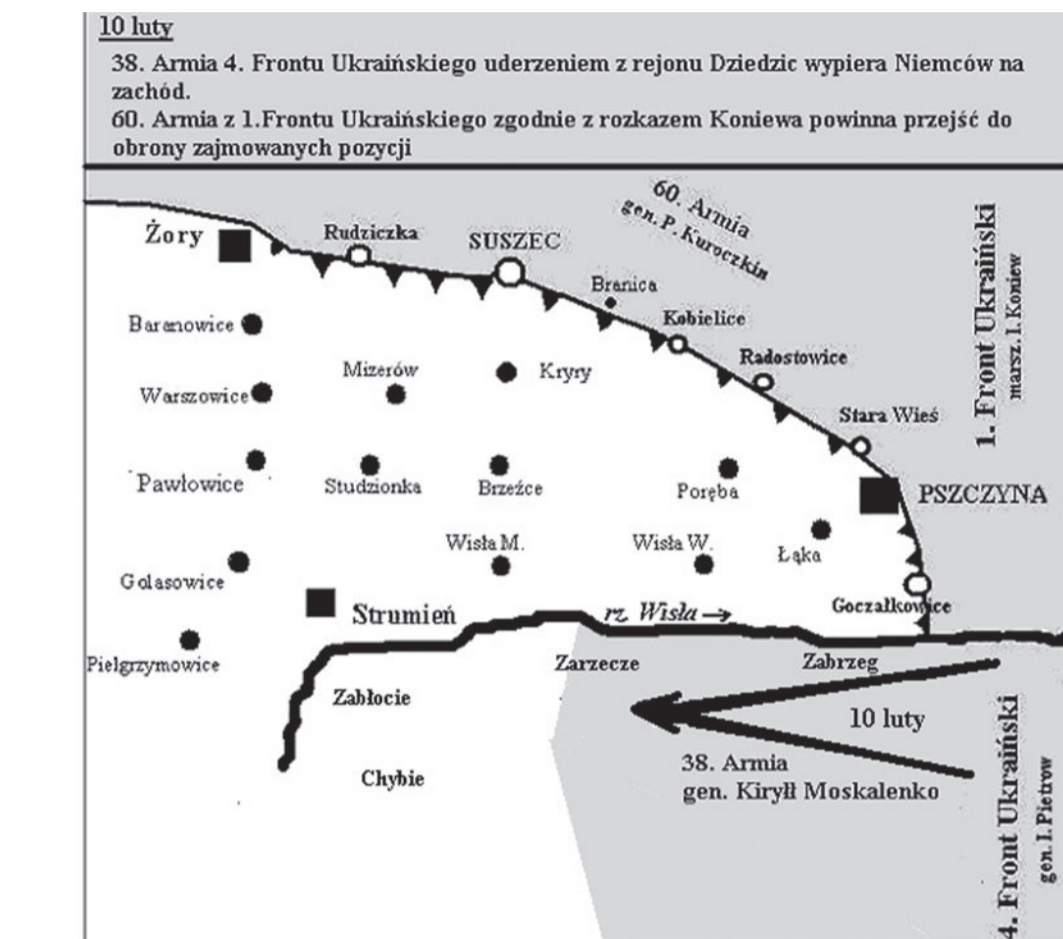 10 luty
38. Armia 4. Frontu Ukraińskiego uderzeniem z rejonu Dziedzic wypiera Niemców na
zachód.
60. Armia z 1.Frontu Ukraińskiego zgodnie z rozkazem Koniewa powinna przejść do
obrony zajmowanych pozycji
60. Armia
gen. P. Kuroczkin
Żory
Rudziczka
SUSZEC
Branica
Kobielice
Radostowice
Stara Wieś
1. Front Ukraiński
marsz. I. Koniew
Baranowice
Mizerów
Kryry
Warszowice
Pawłowice
Studzionka
Brzeźce
Poręba
PSZCZYNA
Wisła M.
Wisła W.
Łąka
Golasowice
Strumień
rz. Wisła
Goczałkowice
Pielgrzymowice
Zarzecze
Zabrzeg
Zabłocie
10 luty
Chybie
38. Armia
gen. Kirył Moskalenko
4. Front Ukraiński
gen. I. Pietrow